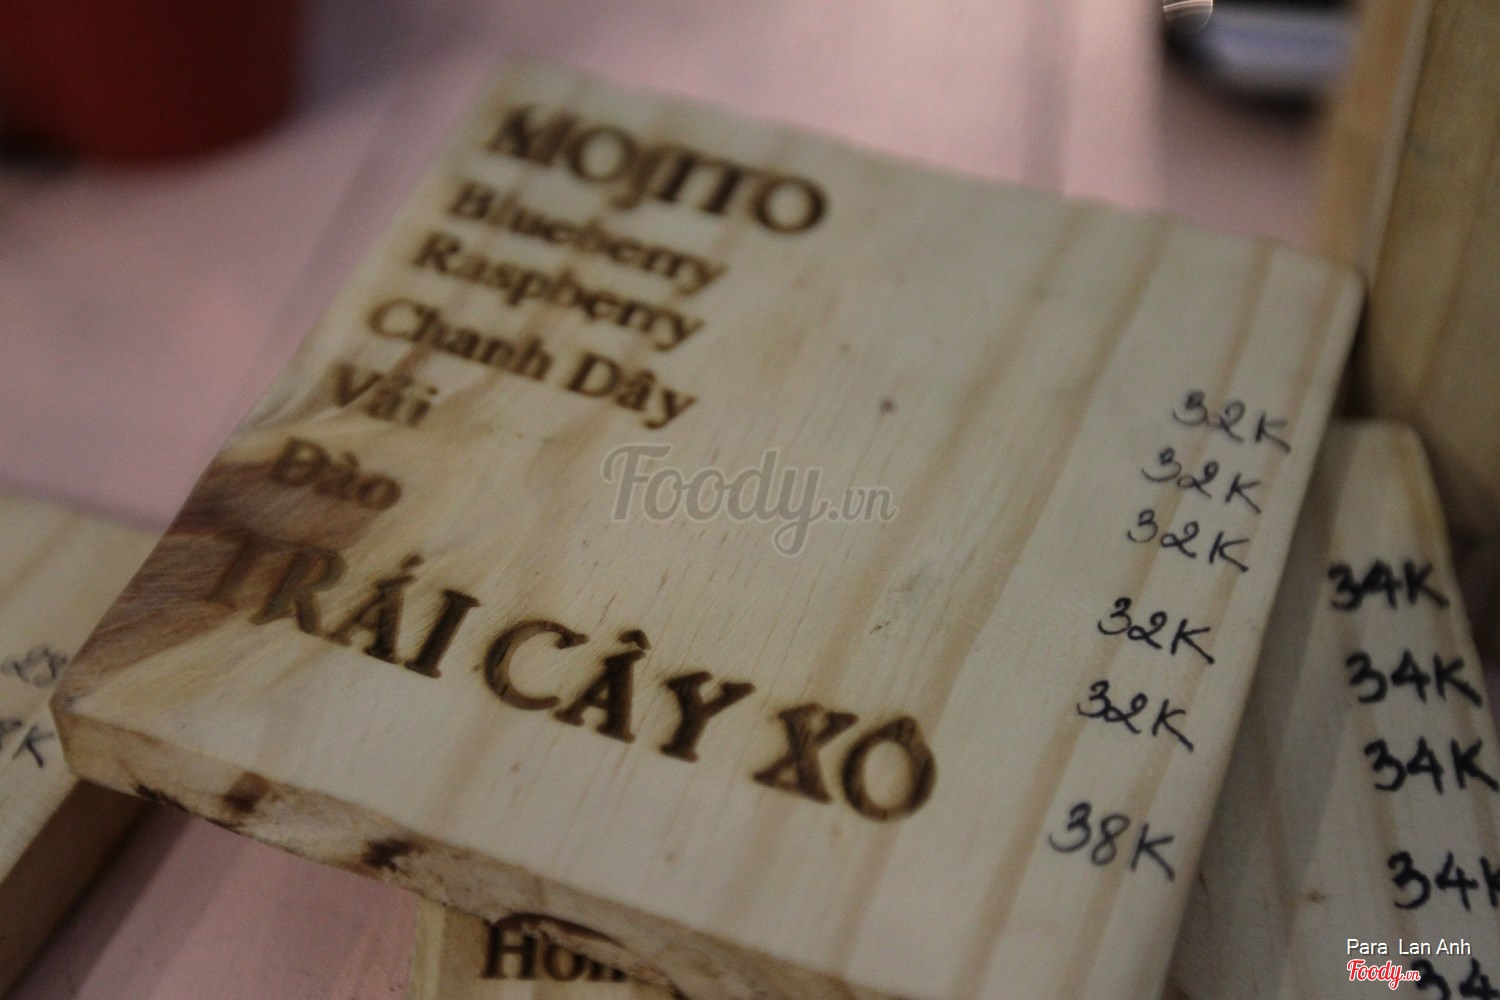 MOJITO
Blueberry 32K
Raspberry 32K
Chanh Dây 32K
Vải 32K
Đào 32K
TRÁI CÂY XÔ 38K
34K
34K
34K
34K
34
Foody.vn
Para Lan Anh
Foody.vn